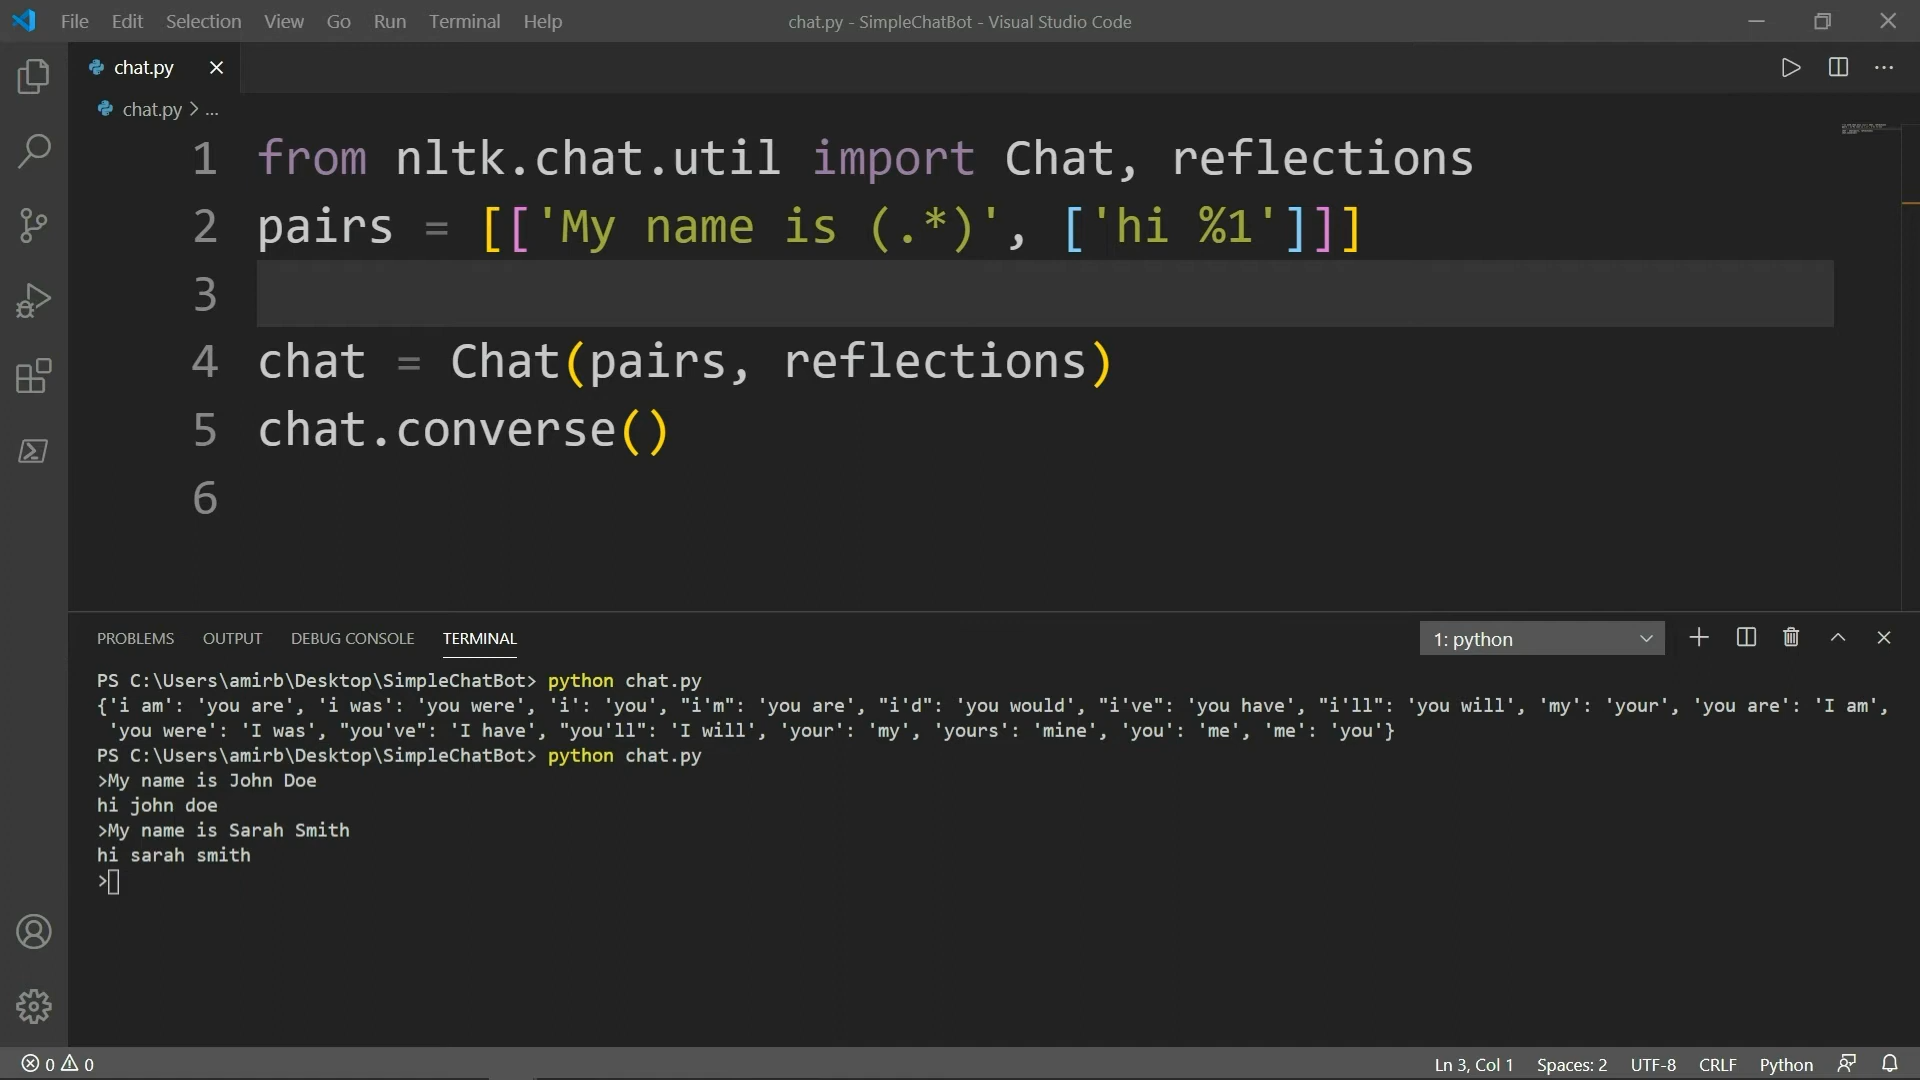 File Edit Selection View Go Run Terminal Help
chat.py - SimpleChatBot - Visual Studio Code
chat.py
chat.py > ...
1 from nltk.chat.util import Chat, reflections
2 pairs = [['My name is (.*)', ['hi %1']]]
3
4 chat = Chat(pairs, reflections)
5 chat.converse()
6
PROBLEMS OUTPUT DEBUG CONSOLE TERMINAL
1: python
PS C:\Users\amirb\Desktop\SimpleChatBot> python chat.py
{'i am': 'you are', 'i was': 'you were', 'i': 'you', "i'm": 'you are', "i'd": 'you would', "i've": 'you have', "i'll": 'you will', 'my': 'your', 'you are': 'I am',
'you were': 'I was', "you've": 'I have', "you'll": 'I will', 'your': 'my', 'yours': 'mine', 'you': 'me', 'me': 'you'}
PS C:\Users\amirb\Desktop\SimpleChatBot> python chat.py
>My name is John Doe
hi john doe
>My name is Sarah Smith
hi sarah smith
>
0 0
Ln 3, Col 1 Spaces: 2 UTF-8 CRLF Python